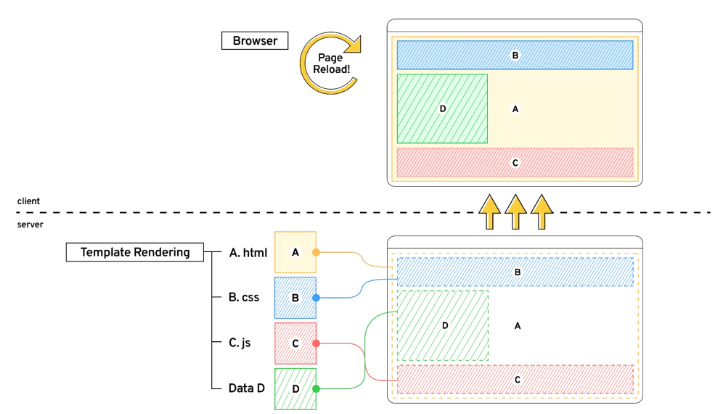 Browser
Page
Reload!
B
D
A
C
client
server
Template Rendering
A. html
A
B. css
B
C. js
C
Data D
D
B
D
A
C